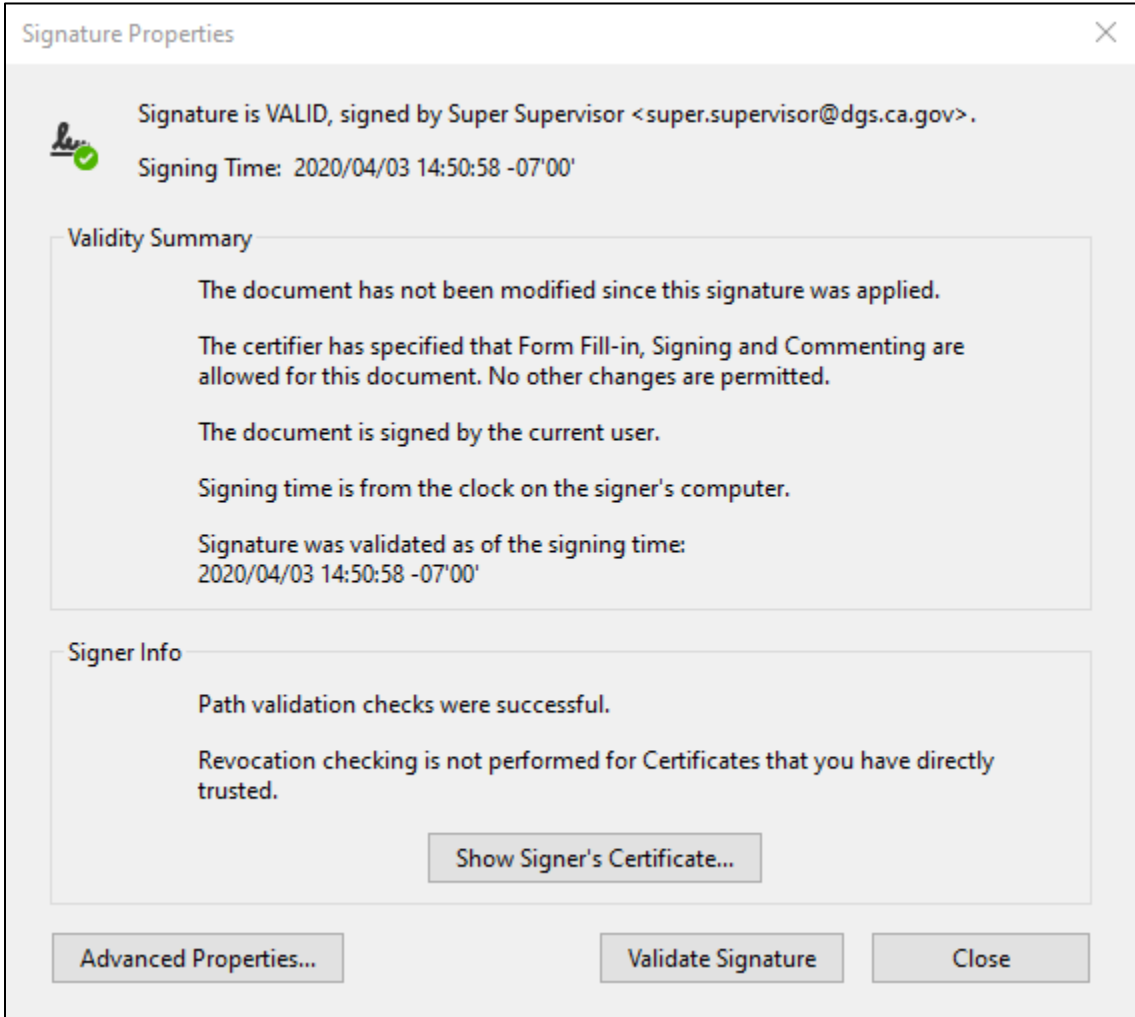 Signature Properties
Signature is VALID, signed by Super Supervisor <super.supervisor@dgs.ca.gov>.
Signing Time: 2020/04/03 14:50:58 -07'00'
Validity Summary
The document has not been modified since this signature was applied.
The certifier has specified that Form Fill-in, Signing and Commenting are
allowed for this document. No other changes are permitted.
The document is signed by the current user.
Signing time is from the clock on the signer's computer.
Signature was validated as of the signing time:
2020/04/03 14:50:58 -07'00'
Signer Info
Path validation checks were successful.
Revocation checking is not performed for Certificates that you have directly
trusted.
Show Signer's Certificate...
Advanced Properties...
Validate Signature
Close